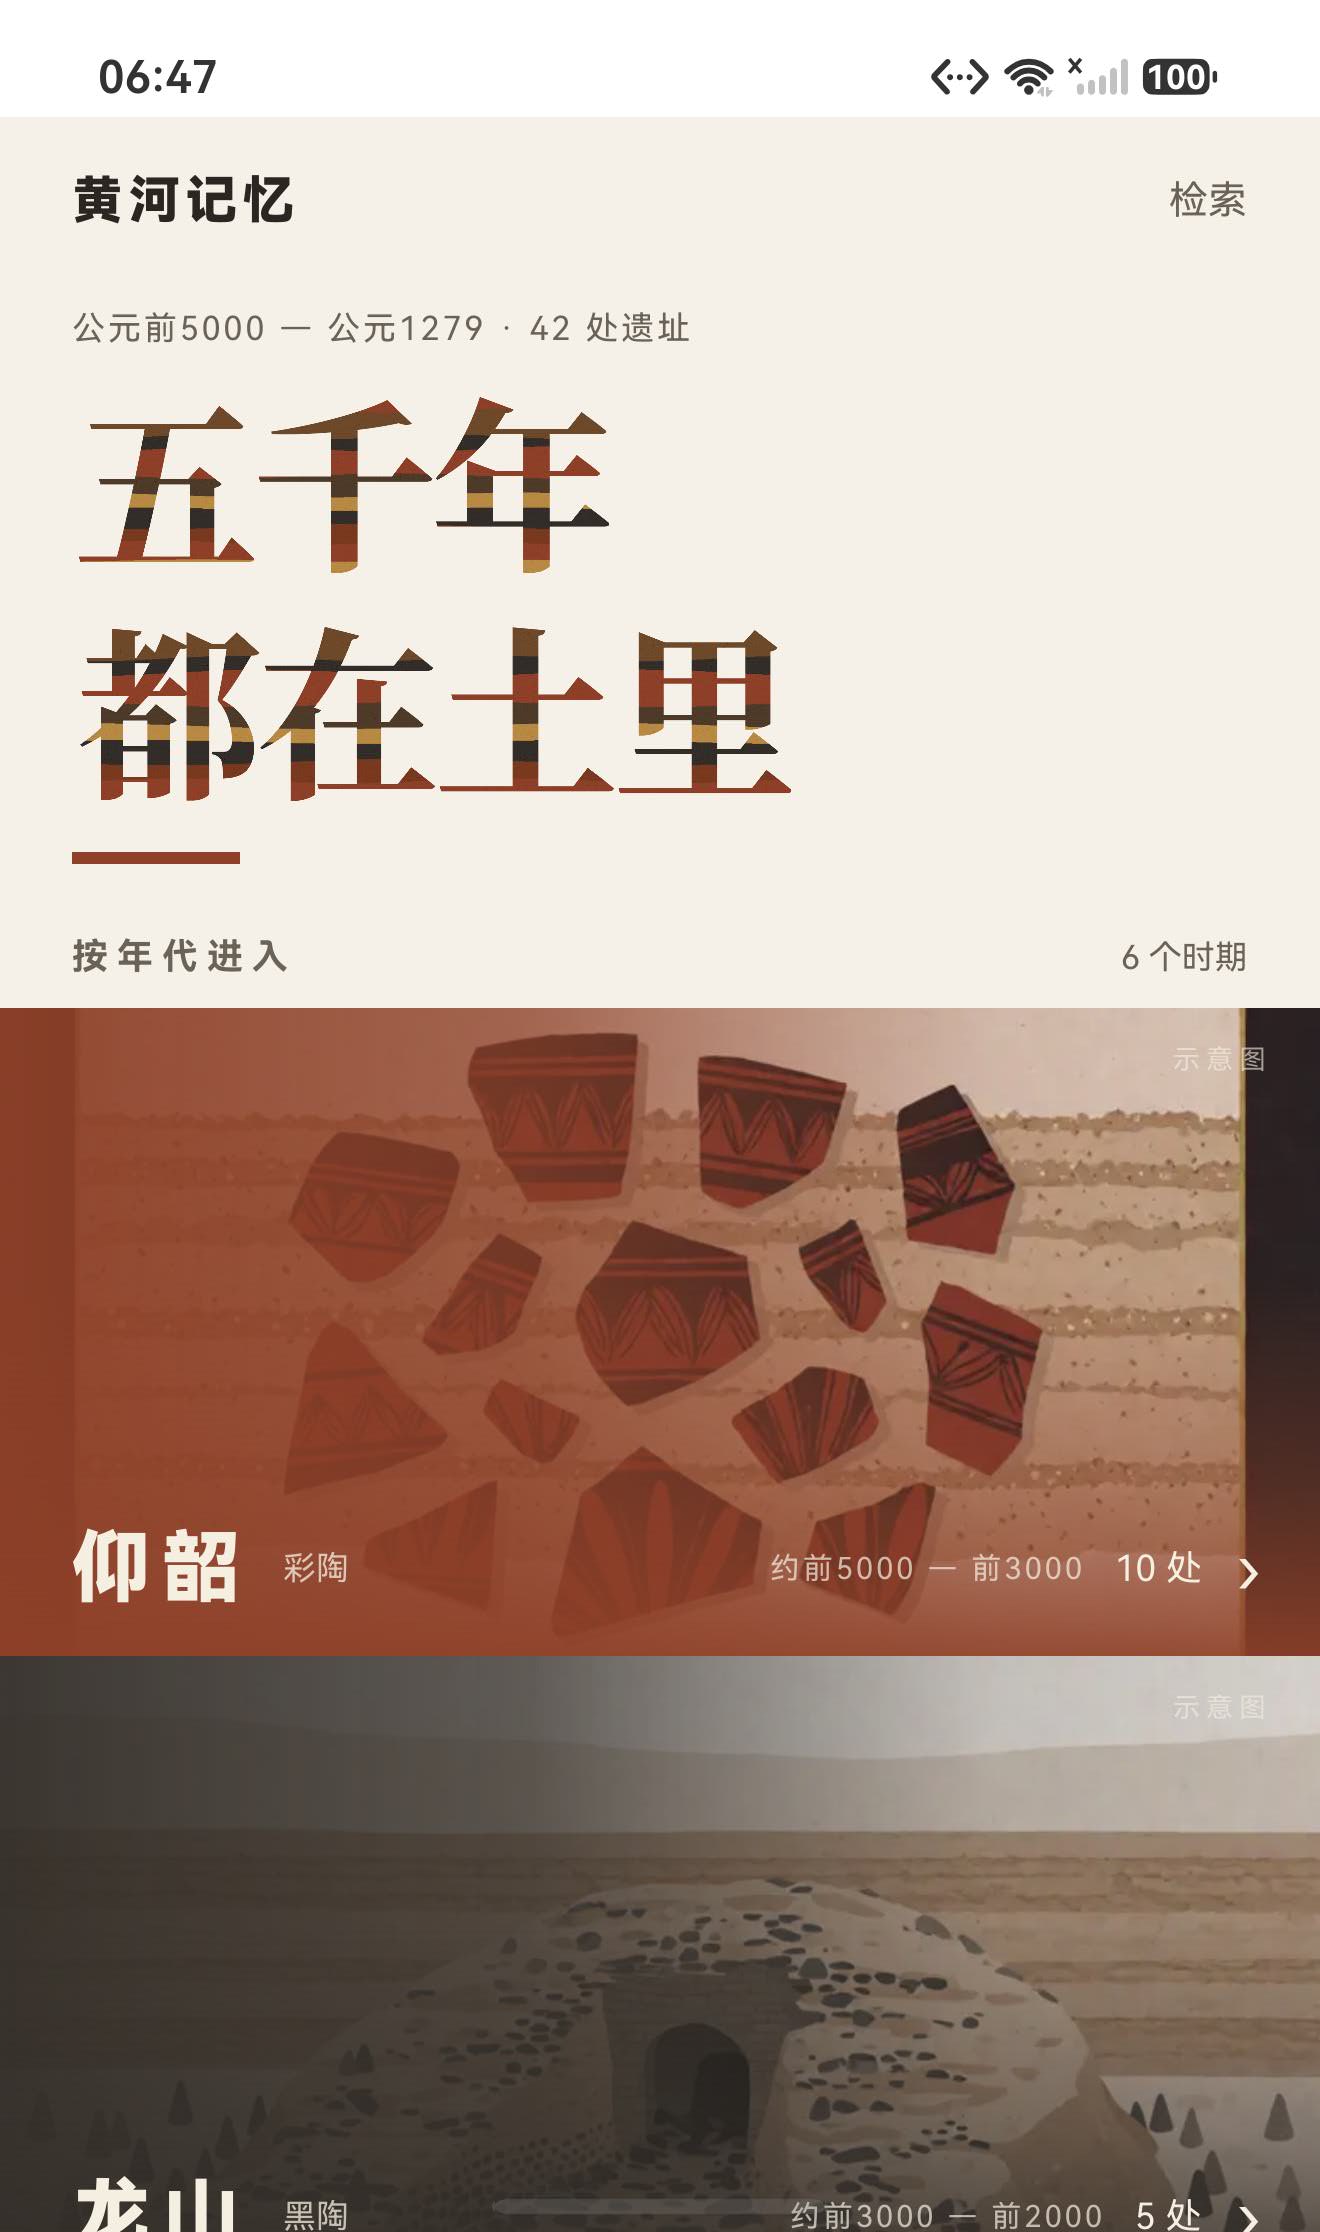 06:47
100
黄河记忆
检索
公元前5000 — 公元1279 · 42 处遗址
五千年
都在土里
按年代进入
6 个时期
示意图
仰韶 彩陶 约前5000 — 前3000 10 处 ›
示意图
龙山 黑陶 约前3000 — 前2000 5 处 ›